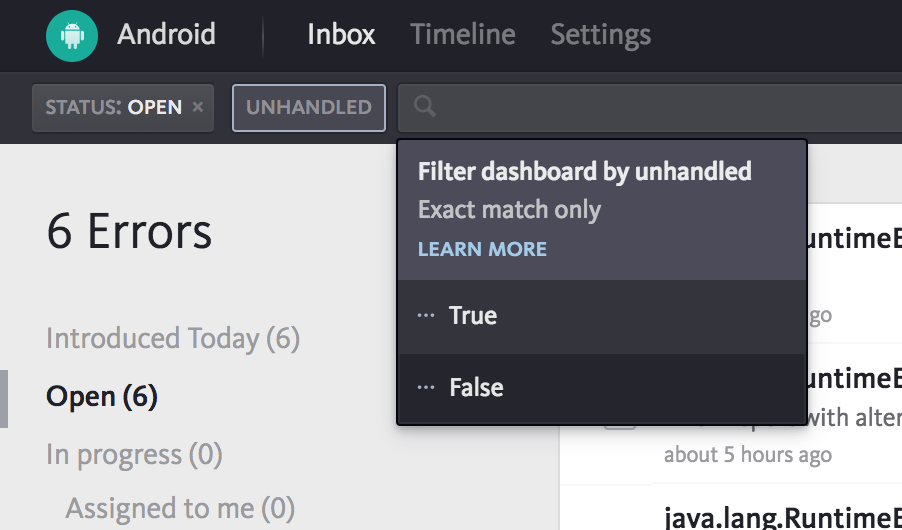 Android
Inbox
Timeline
Settings
STATUS: OPEN ×
UNHANDLED
Filter dashboard by unhandled
Exact match only
LEARN MORE
··· True
··· False
6 Errors
Introduced Today (6)
Open (6)
In progress (0)
Assigned to me (0)
untimeE
go
untimeE
with alter
about 5 hours ago
java.lang.RuntimeE